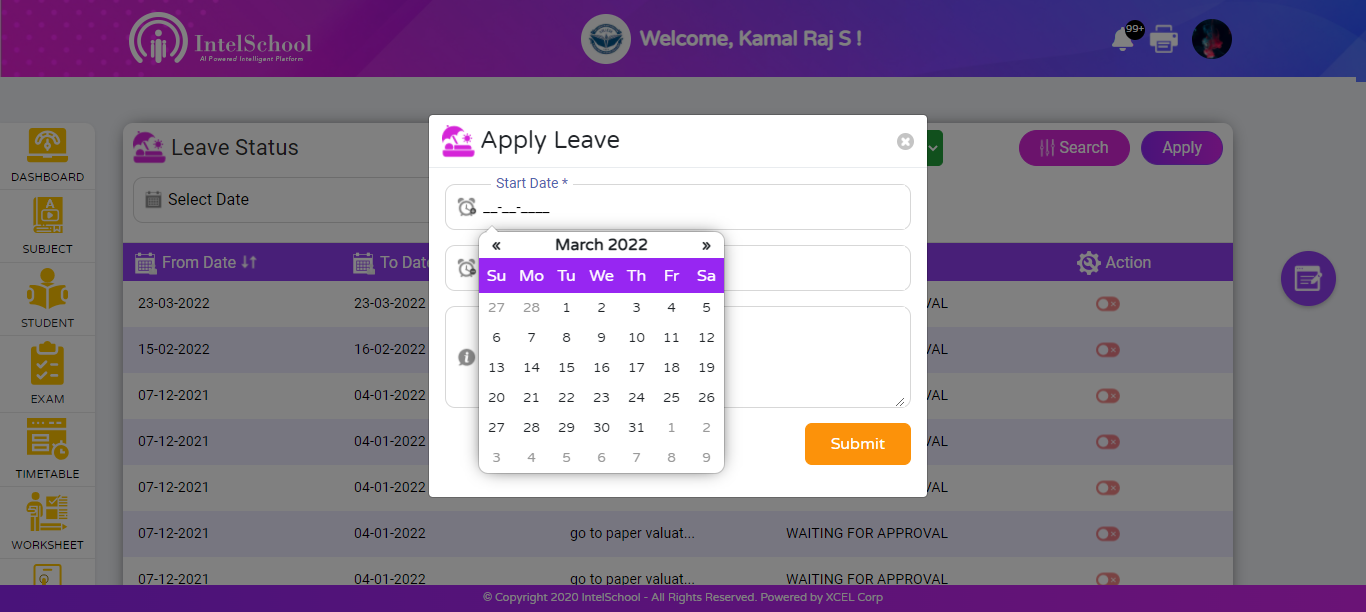 IntelSchool
AI Powered Intelligent Platform
Welcome, Kamal Raj S !
99+
DASHBOARD
SUBJECT
STUDENT
EXAM
TIMETABLE
WORKSHEET
Leave Status
Search
Apply
Select Date
Apply Leave
Start Date *
__-__-____
« March 2022 »
Su Mo Tu We Th Fr Sa
27 28 1 2 3 4 5
6 7 8 9 10 11 12
13 14 15 16 17 18 19
20 21 22 23 24 25 26
27 28 29 30 31 1 2
3 4 5 6 7 8 9
Submit
From Date To Date Action
23-03-2022 23-03-2022 VAL
15-02-2022 16-02-2022 VAL
07-12-2021 04-01-2022 VAL
07-12-2021 04-01-2022 VAL
07-12-2021 04-01-2022 VAL
07-12-2021 04-01-2022 go to paper valuat... WAITING FOR APPROVAL
07-12-2021 04-01-2022 go to paper valuat... WAITING FOR APPROVAL
© Copyright 2020 IntelSchool - All Rights Reserved. Powered by XCEL Corp